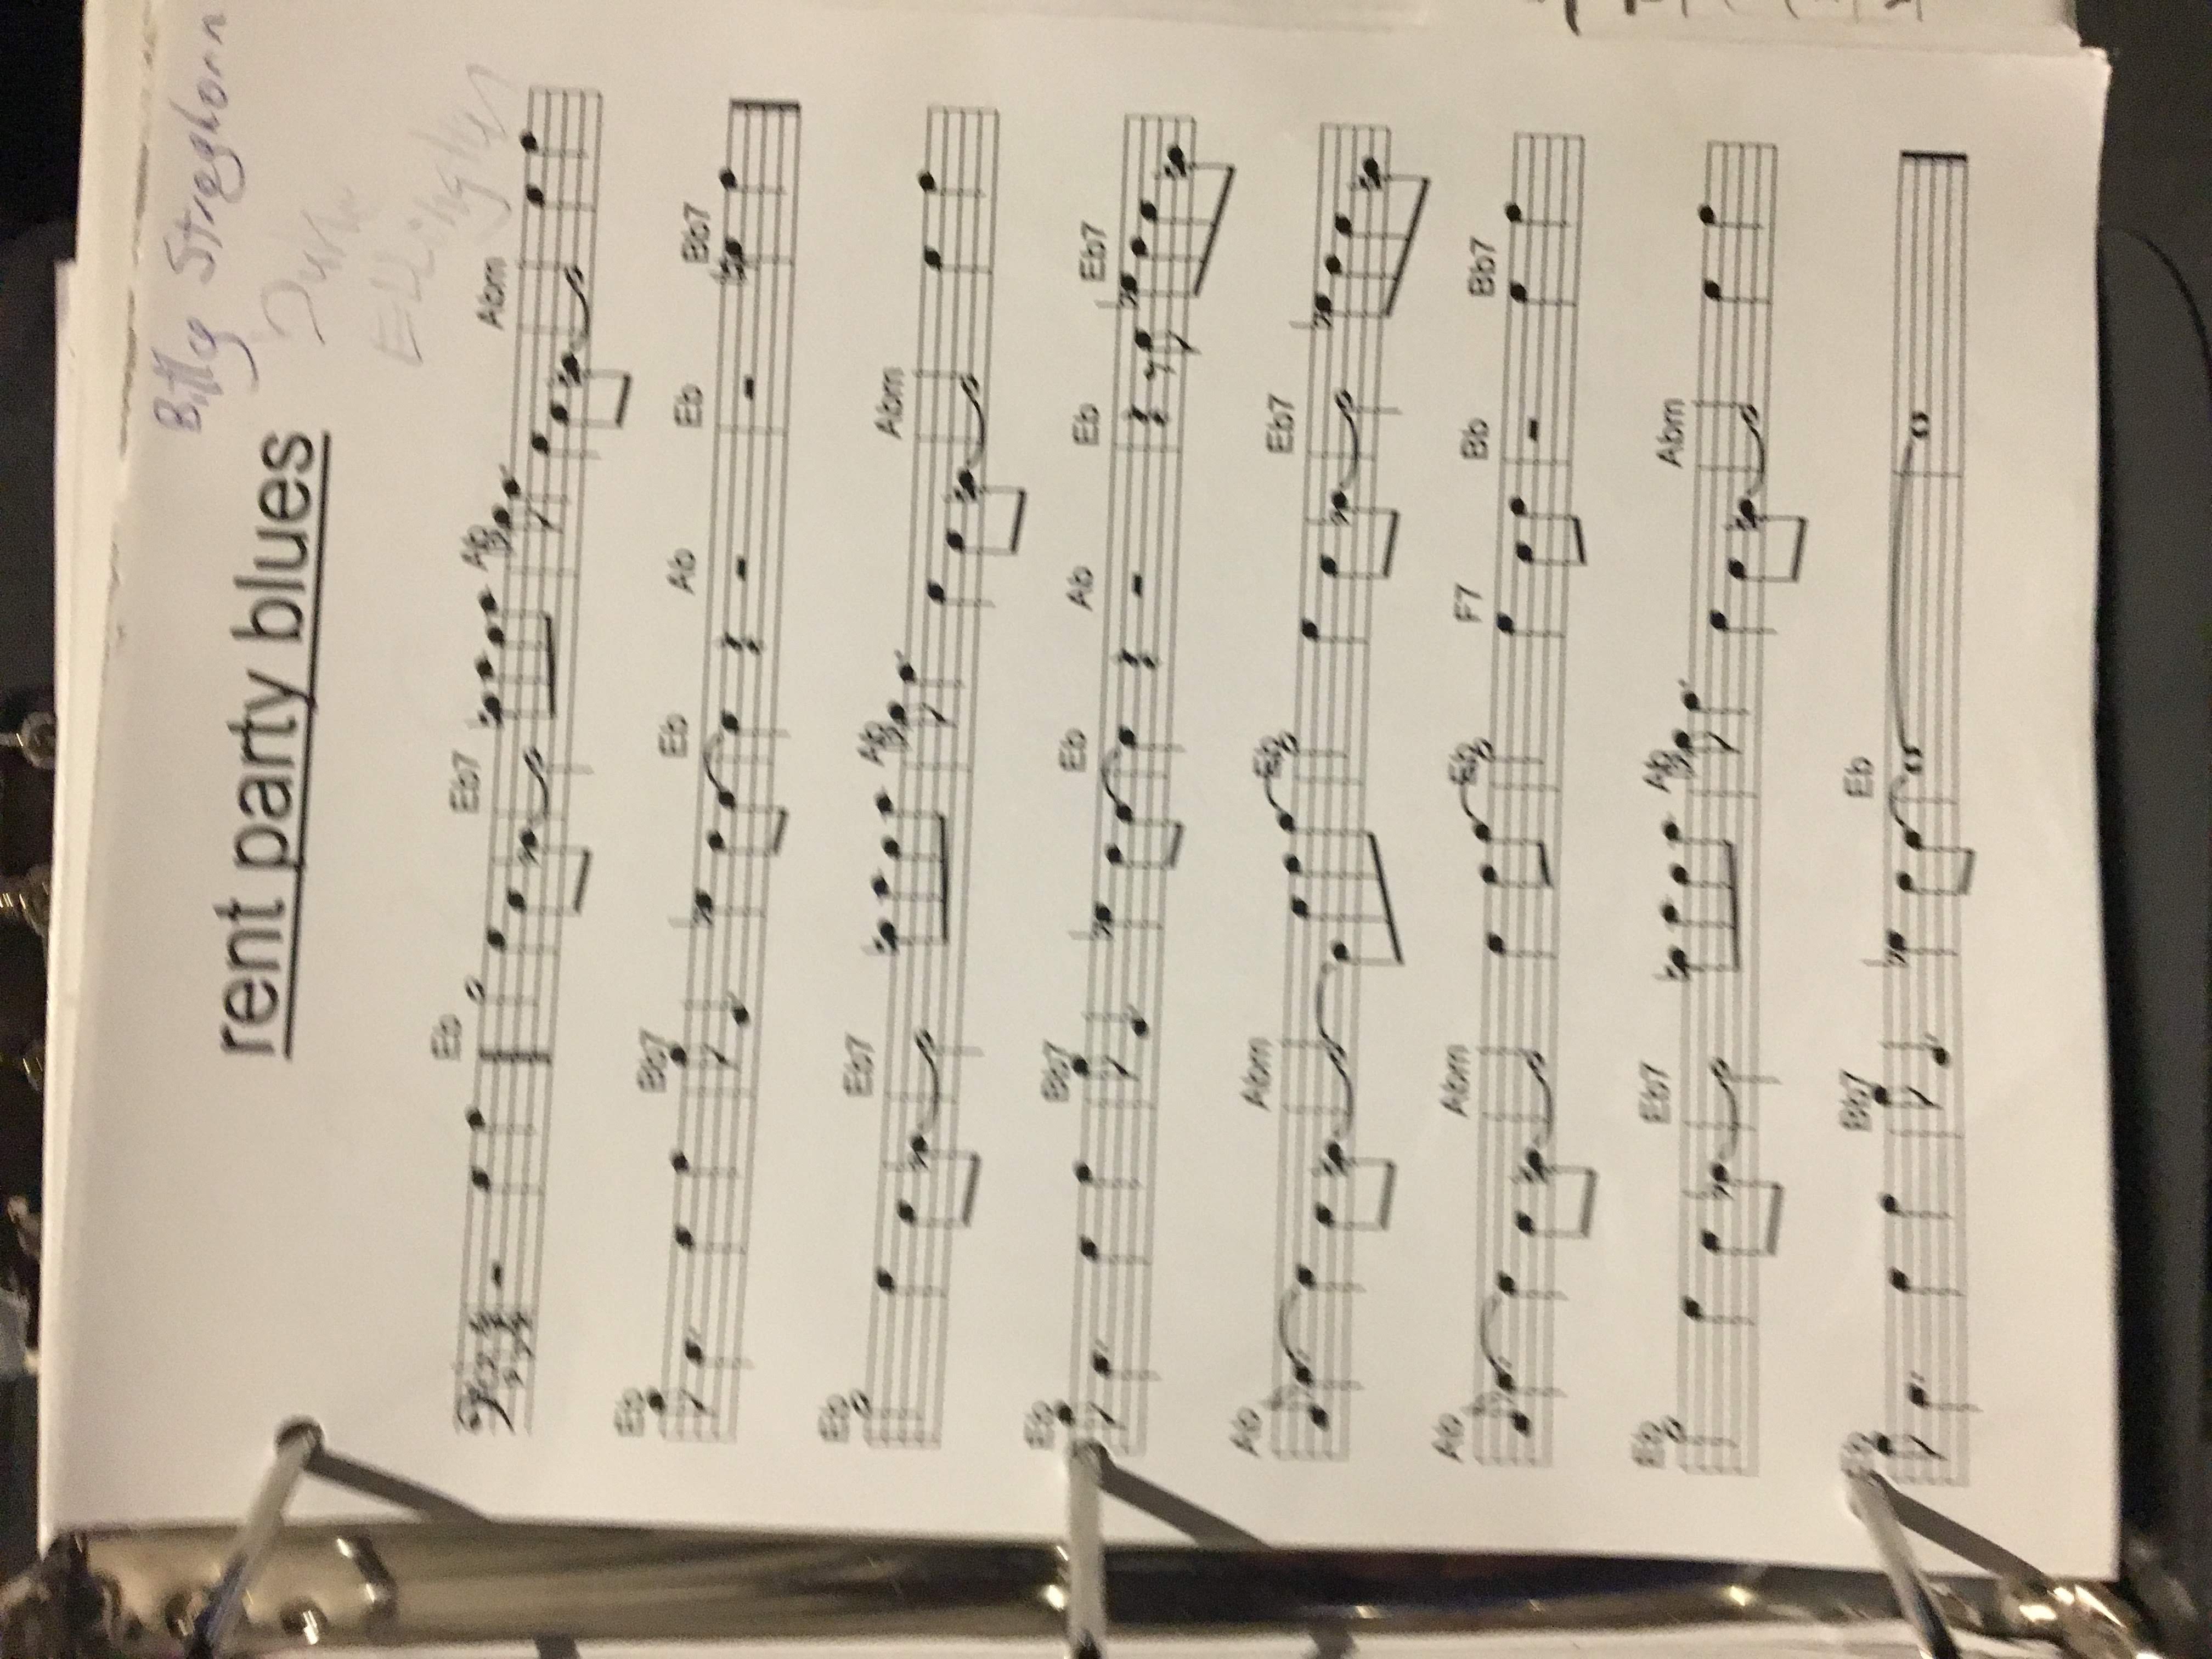 Billy Strayhorn
rent party blues
Duke
Ellington
Eb Eb7 Ab Abm
Eb Bb7 Eb Ab Eb Bb7
Eb Eb7 Ab Abm
Eb Bb7 Eb Ab Eb Eb7
Ab Abm Eb Eb7
Ab Abm Eb F7 Bb Bb7
Eb Eb7 Ab Abm
Eb Bb7 Eb